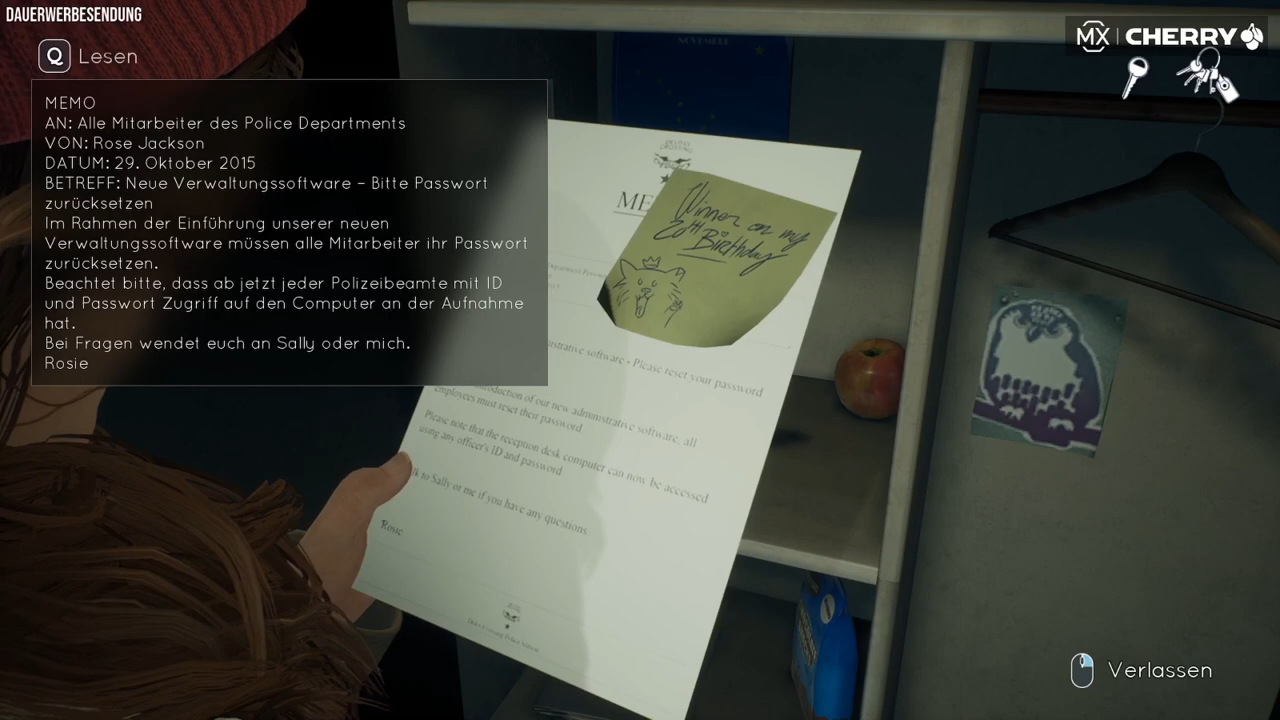 DAUERWERBESENDUNG
MX | CHERRY
Q Lesen
MEMO
AN: Alle Mitarbeiter des Police Departments
VON: Rose Jackson
DATUM: 29. Oktober 2015
BETREFF: Neue Verwaltungssoftware – Bitte Passwort
zurücksetzen
Im Rahmen der Einführung unserer neuen
Verwaltungssoftware müssen alle Mitarbeiter ihr Passwort
zurücksetzen.
Beachtet bitte, dass ab jetzt jeder Polizeibeamte mit ID
und Passwort Zugriff auf den Computer an der Aufnahme
hat.
Bei Fragen wendet euch an Sally oder mich.
Rosie
NOVEMBER
ME
Winner on my
Birthday
software - Please reset your password
introduction of our new administrative software, all
employees must reset their password
Please note that the reception desk computer can now be accessed
using any officer's ID and password
to Sally or me if you have any questions
Rosie
Verlassen